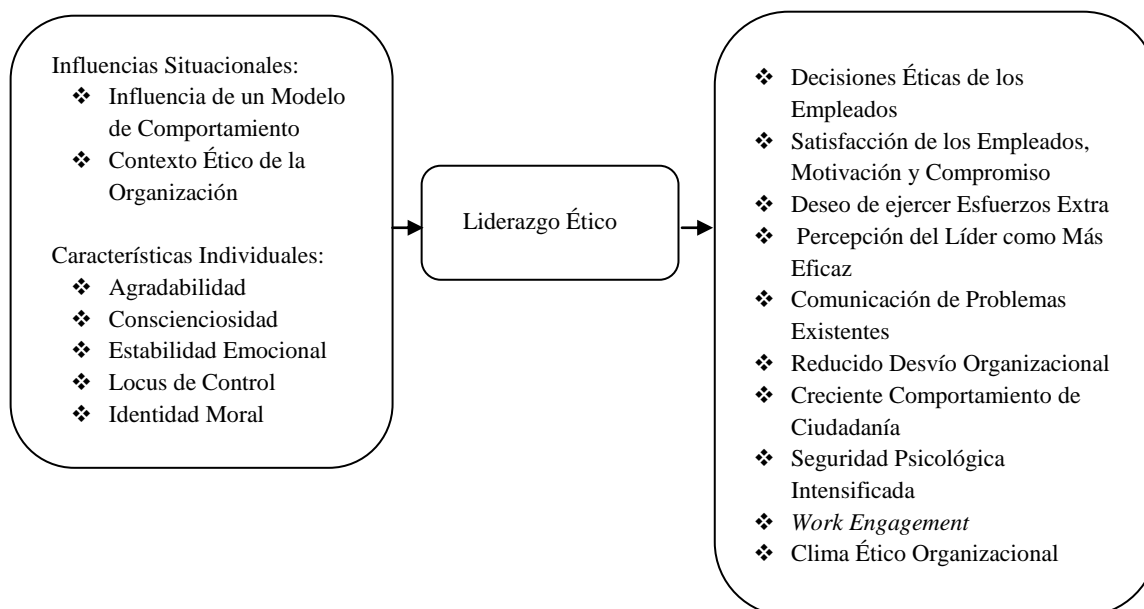 Influencias Situacionales:
❖ Influencia de un Modelo
de Comportamiento
❖ Contexto Ético de la
Organización
Características Individuales:
❖ Agradabilidad
❖ Conscienciosidad
❖ Estabilidad Emocional
❖ Locus de Control
❖ Identidad Moral
Liderazgo Ético
❖ Decisiones Éticas de los
Empleados
❖ Satisfacción de los Empleados,
Motivación y Compromiso
❖ Deseo de ejercer Esfuerzos Extra
❖ Percepción del Líder como Más
Eficaz
❖ Comunicación de Problemas
Existentes
❖ Reducido Desvío Organizacional
❖ Creciente Comportamiento de
Ciudadanía
❖ Seguridad Psicológica
Intensificada
❖ Work Engagement
❖ Clima Ético Organizacional